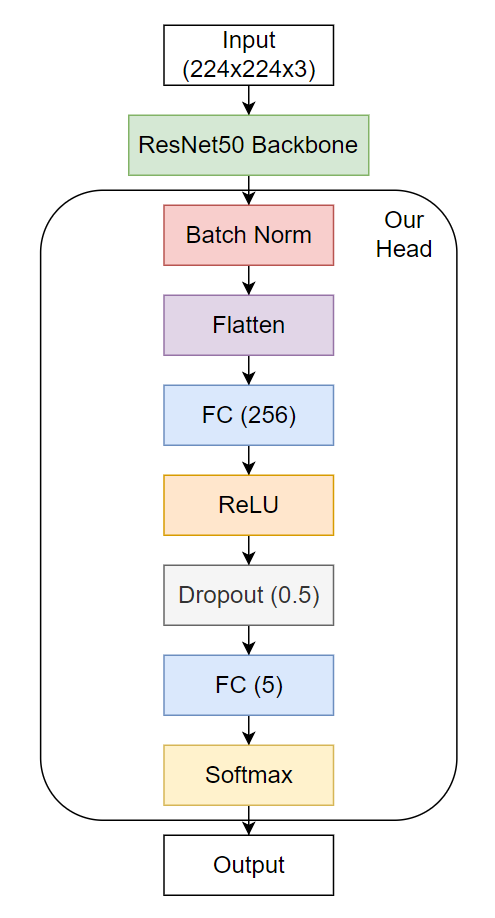 Input
(224x224x3)
ResNet50 Backbone
Our
Head
Batch Norm
Flatten
FC (256)
ReLU
Dropout (0.5)
FC (5)
Softmax
Output